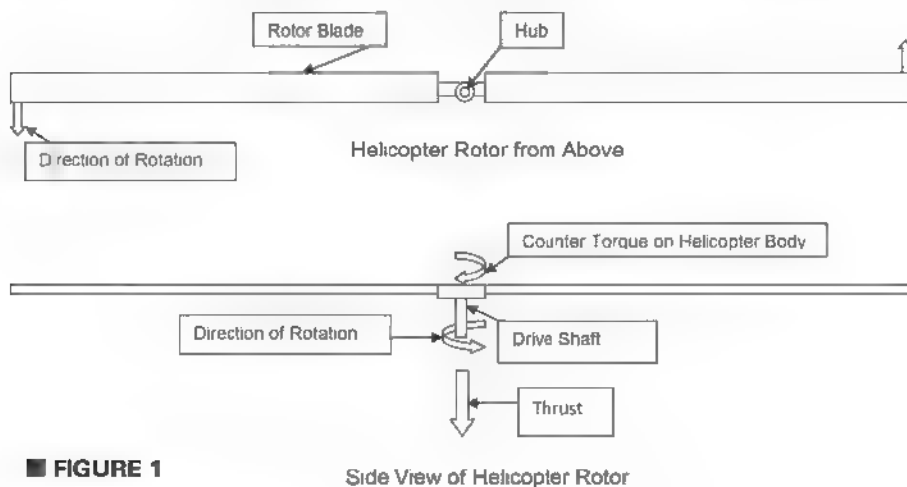 Rotor Blade
Hub
D rection of Rotation
Helicopter Rotor from Above
Counter Torque on Helicopter Body
Direction of Rotation
Drive Shaft
Thrust
FIGURE 1
Side View of Helicopter Rotor